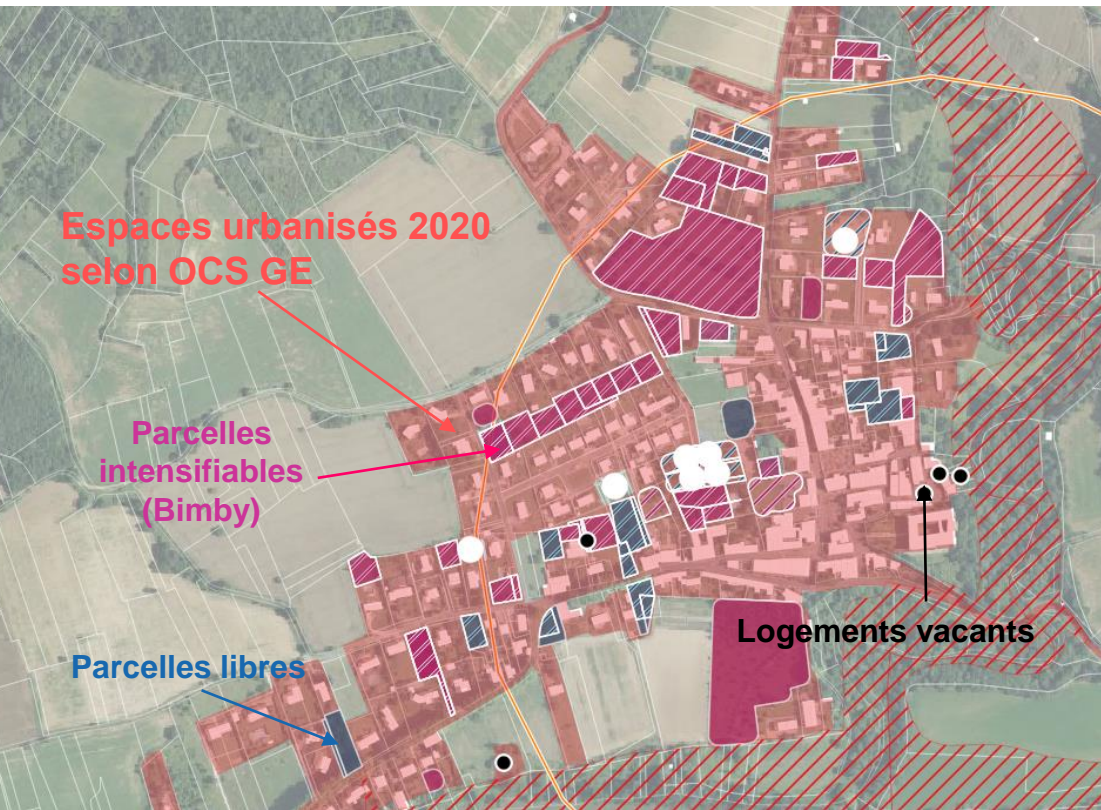 Espaces urbanisés 2020
selon OCS GE
Parcelles
intensifiables
(Bimby)
Logements vacants
Parcelles libres